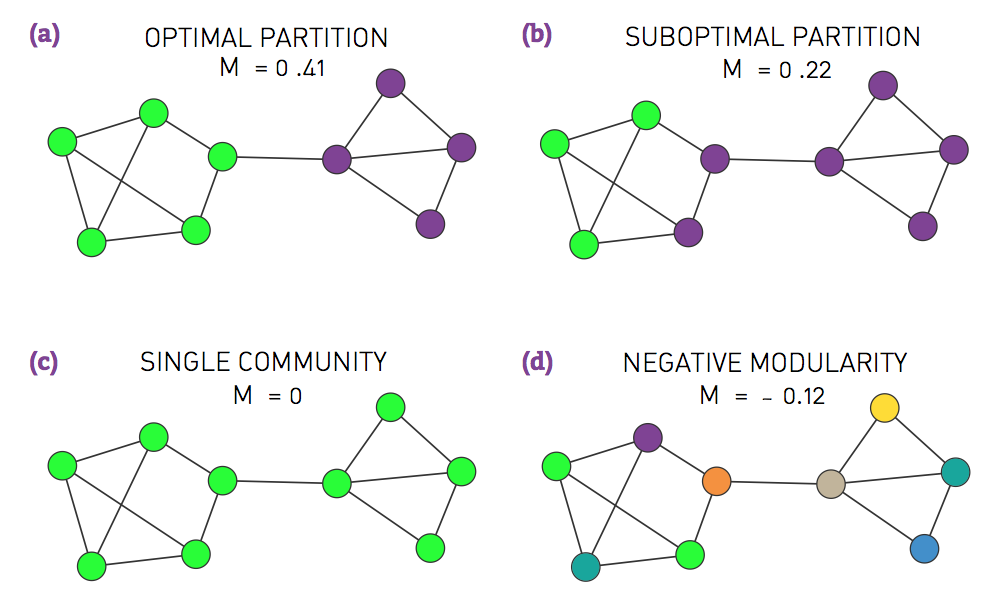 (a)
OPTIMAL PARTITION
M = 0 .41
(b)
SUBOPTIMAL PARTITION
M = 0 .22
(c)
SINGLE COMMUNITY
M = 0
(d)
NEGATIVE MODULARITY
M = - 0.12